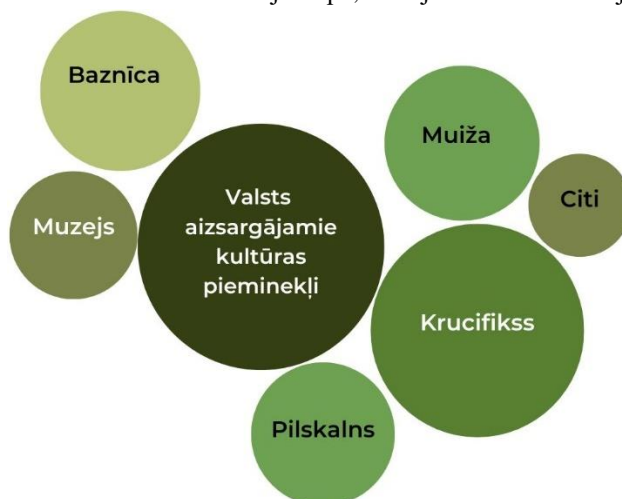 Baznīca
Muiža
Citi
Valsts
aizsargājamie
kultūras
pieminekļi
Muzejs
Krucifikss
Pilskalns